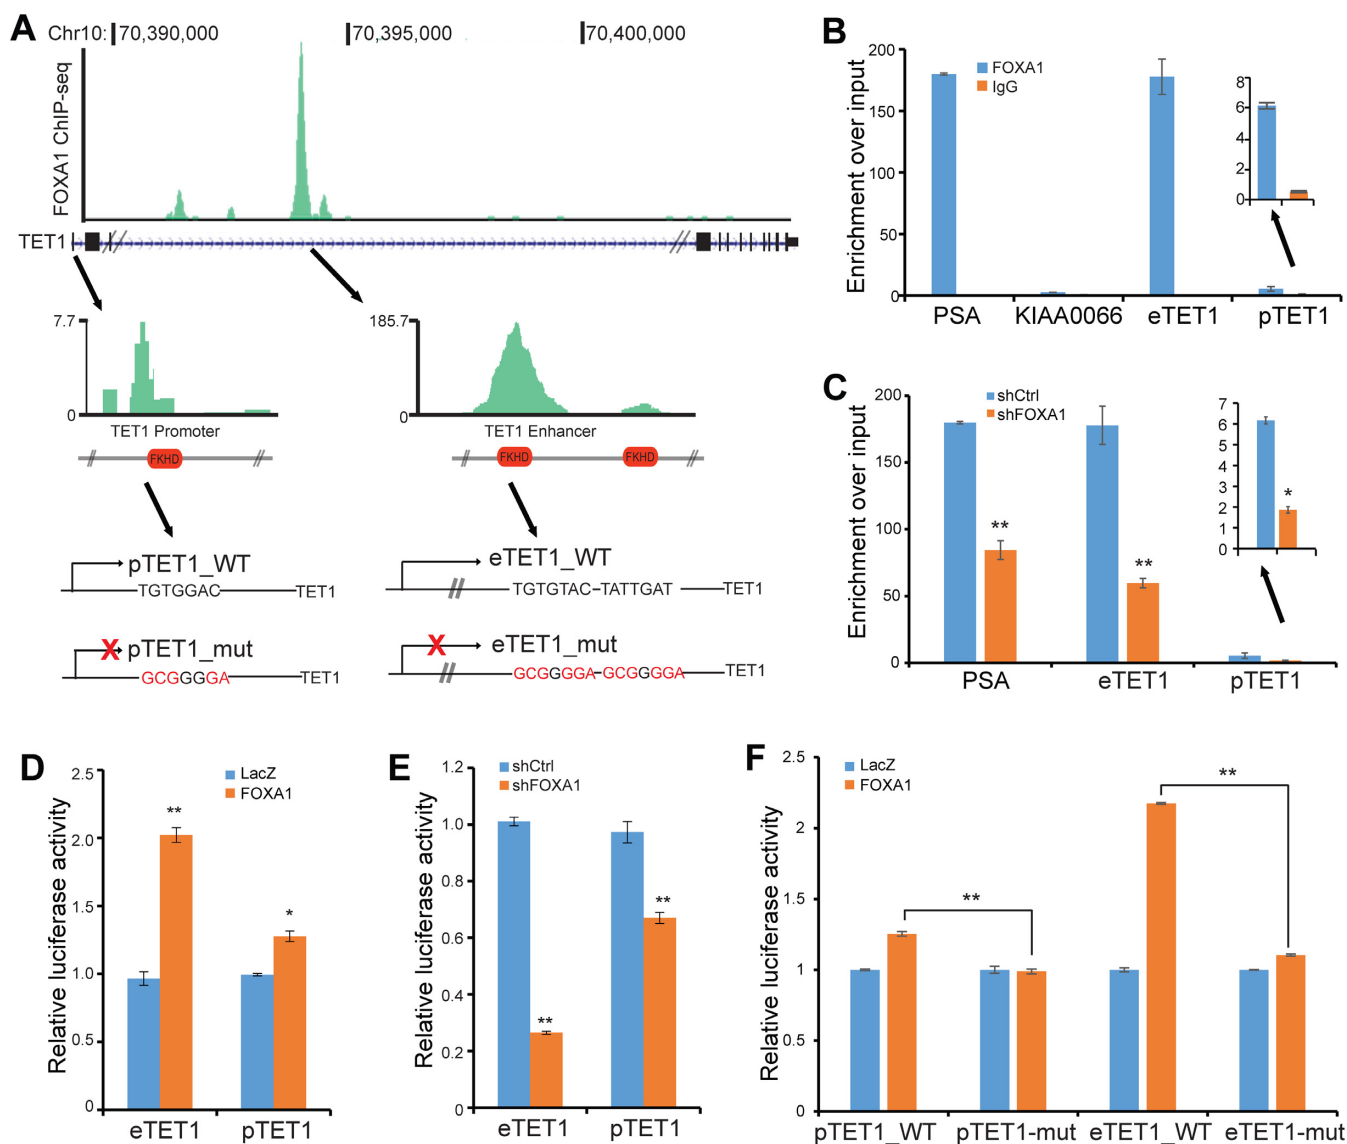 A
Chr10: 70,390,000 70,395,000 70,400,000
FOXA1 ChIP-seq
TET1
7.7
0
TET1 Promoter
FKHD
185.7
0
TET1 Enhancer
FKHD FKHD
pTET1_WT
TGTGGAC TET1
pTET1_mut
GCGGGGA TET1
eTET1_WT
TGTGTAC-TATTGAT TET1
eTET1_mut
GCGGGGA-GCGGGGA TET1
B
Enrichment over input
200
150
100
50
0
FOXA1
IgG
8
6
4
2
0
PSA KIAA0066 eTET1 pTET1
C
Enrichment over input
200
150
100
50
0
shCtrl
shFOXA1
** **
7
6
5
4
3
2
1
0
*
PSA eTET1 pTET1
D
Relative luciferase activity
2.5
2.0
1.5
1.0
0.5
0
LacZ
FOXA1
** *
eTET1 pTET1
E
Relative luciferase activity
1.2
1.0
0.8
0.6
0.4
0.2
0
shCtrl
shFOXA1
** **
eTET1 pTET1
F
Relative luciferase activity
2.5
2
1.5
1
0.5
0
LacZ
FOXA1
** **
pTET1_WT pTET1-mut eTET1_WT eTET1-mut